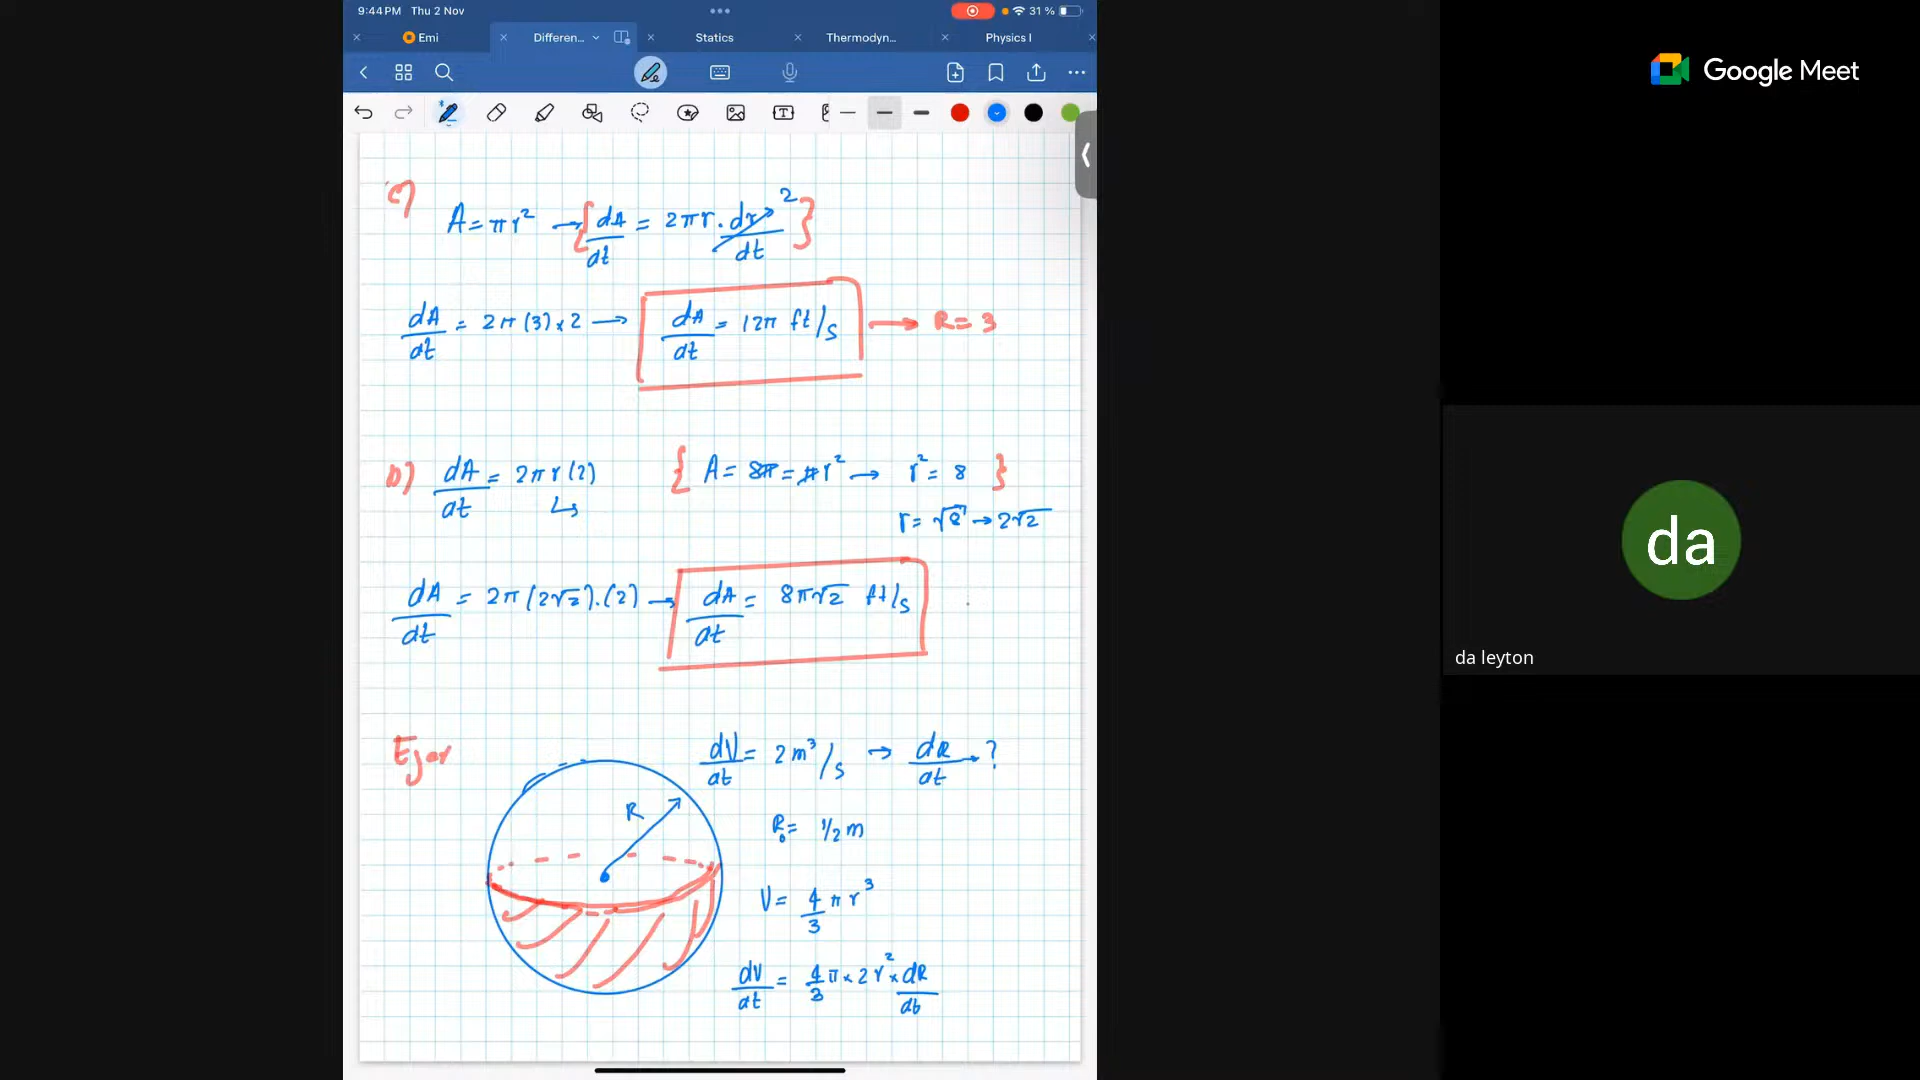 9:44 PM Thu 2 Nov
31 %
Emi
Differen...
Statics
Thermodyn...
Physics I
Google Meet
A = πr² → { dA/dt = 2πr · dr/dt ² }
dA/dt = 2π(3) × 2 → dA/dt = 12π ft/s → R = 3
b) dA/dt = 2πr(2) { A = 8π = πr² → r² = 8 }
r = √8 → 2√2
dA/dt = 2π(2√2)·(2) → dA/dt = 8π√2 ft/s
dV/dt = 2 m³/s → dR/dt → ?
R
R₀ = 1/2 m
V = 4/3 π r³
dV/dt = 4/3 π × 2 r² × dR/dt
da
da leyton